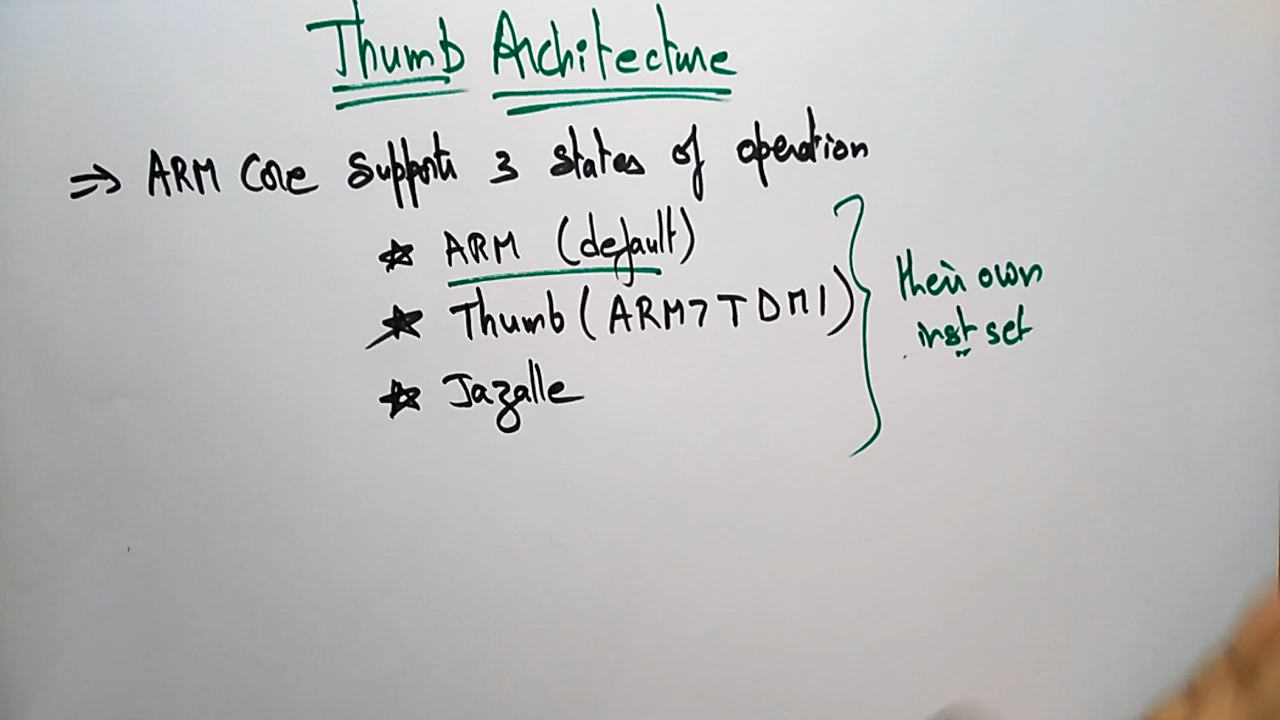 Thumb Architecture
⇒ ARM Core supports 3 states of operation
☆ ARM (default)
☆ Thumb (ARM7TDMI)
☆ Jazalle
their own
inst set